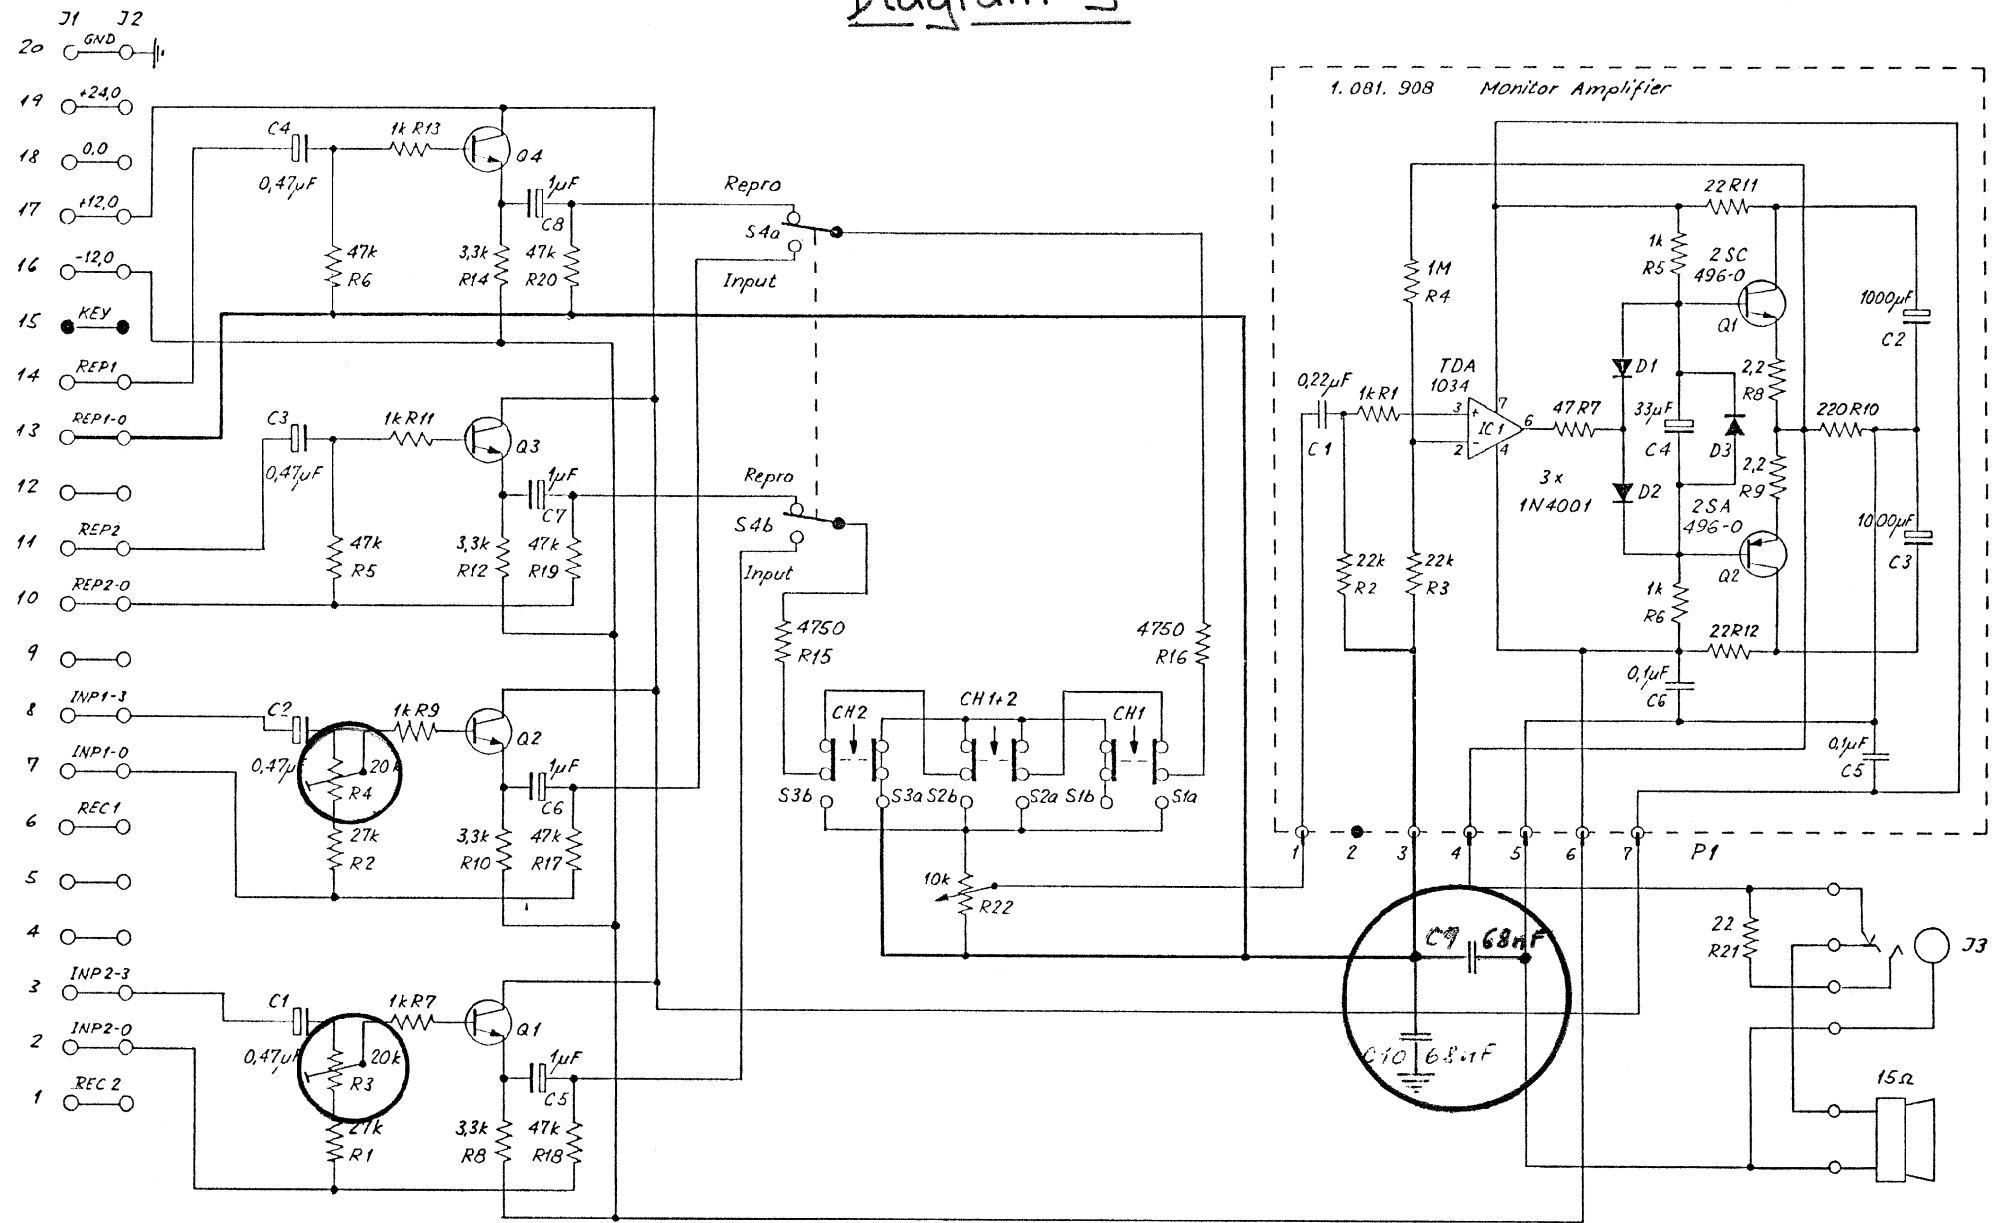 Diagram 3
J1 J2
20 GND
19 +24,0
18 0,0
17 +12,0
16 -12,0
15 KEY
14 REP1
13 REP1-0
12
11 REP2
10 REP2-0
9
8 INP1-3
7 INP1-0
6 REC1
5
4
3 INP2-3
2 INP2-0
1 REC2
C4
0,47µF
1k R13
Q4
1µF
C8
47k
R6
3,3k
R14
47k
R20
C3
0,47µF
1k R11
Q3
1µF
C7
47k
R5
3,3k
R12
47k
R19
C2
0,47µ
20k
R4
27k
R2
1k R9
Q2
1µF
C6
3,3k
R10
47k
R17
C1
0,47µF
20k
R3
27k
R1
1k R7
Q1
1µF
C5
3,3k
R8
47k
R18
Repro
S4a
Input
Repro
S4b
Input
4750
R15
4750
R16
CH2
CH1+2
CH1
S3b S3a S2b S2a S1b S1a
10k
R22
1.081.908 Monitor Amplifier
22 R11
1k
R5
2SC
496-0
Q1
1M
R4
1000µF
C2
TDA
1034
0,22µF
C1
1k R1
3 + 7
IC1 6
2 - 4
47 R7
D1
33µF
C4
D3
2,2
R8
220 R10
2,2
R9
D2
3x
1N4001
2SA
496-0
Q2
1000µF
C3
22k
R2
22k
R3
1k
R6
22 R12
0,1µF
C6
0,1µF
C5
1 2 3 4 5 6 7 P1
C9 68nF
C10 68nF
22
R21
J3
15Ω